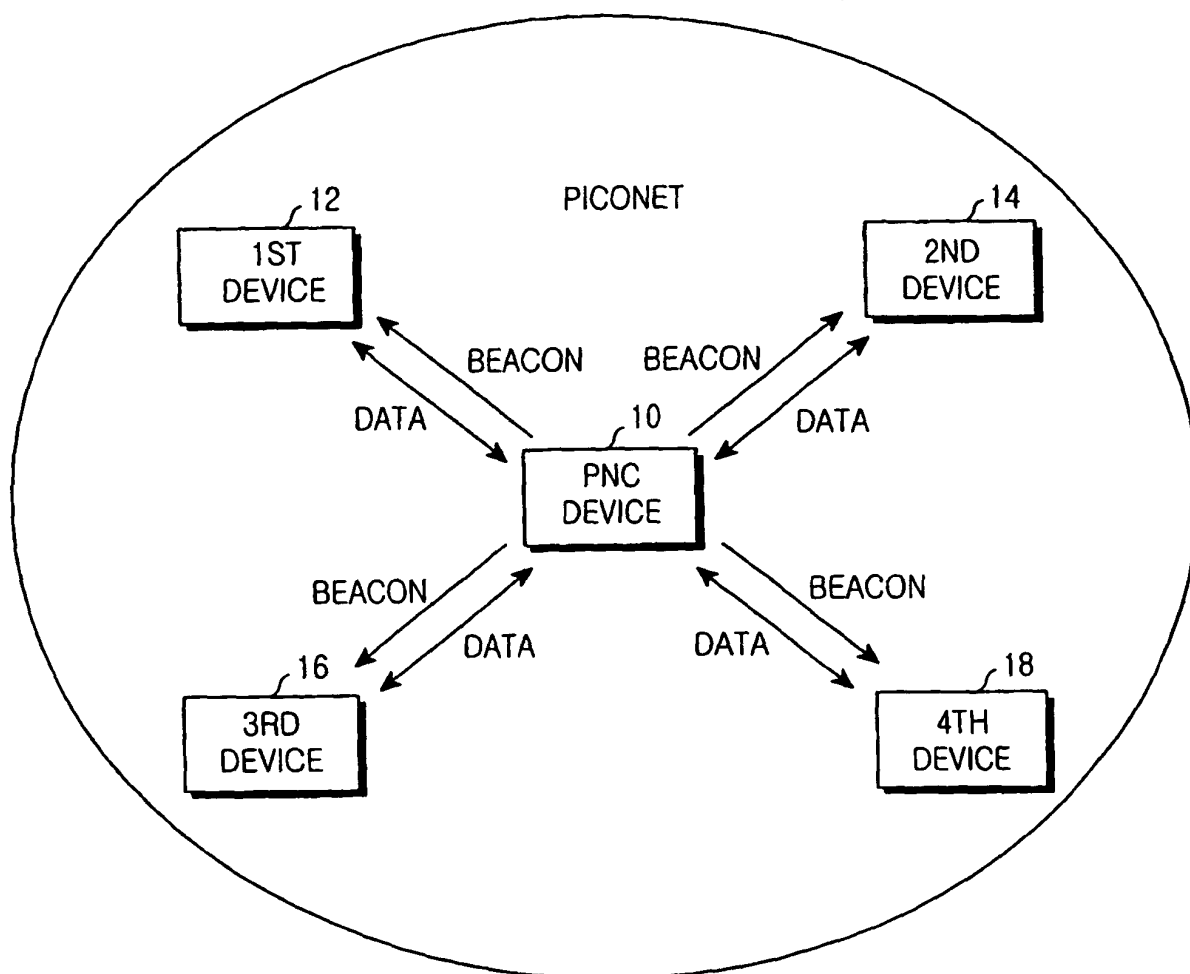 PICONET
12
1ST
DEVICE
14
2ND
DEVICE
BEACON
DATA
BEACON
DATA
10
PNC
DEVICE
BEACON
DATA
BEACON
DATA
16
3RD
DEVICE
18
4TH
DEVICE